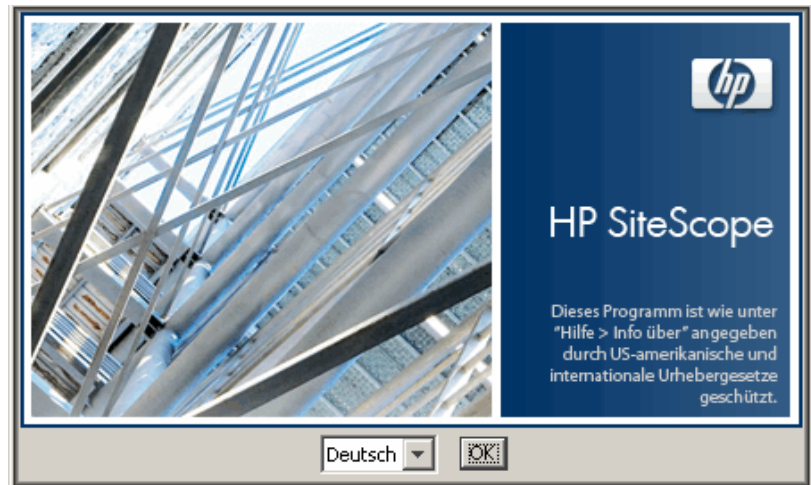 hp
HP SiteScope
Dieses Programm ist wie unter
"Hilfe > Info über" angegeben
durch US-amerikanische und
internationale Urhebergesetze
geschützt.
Deutsch
OK